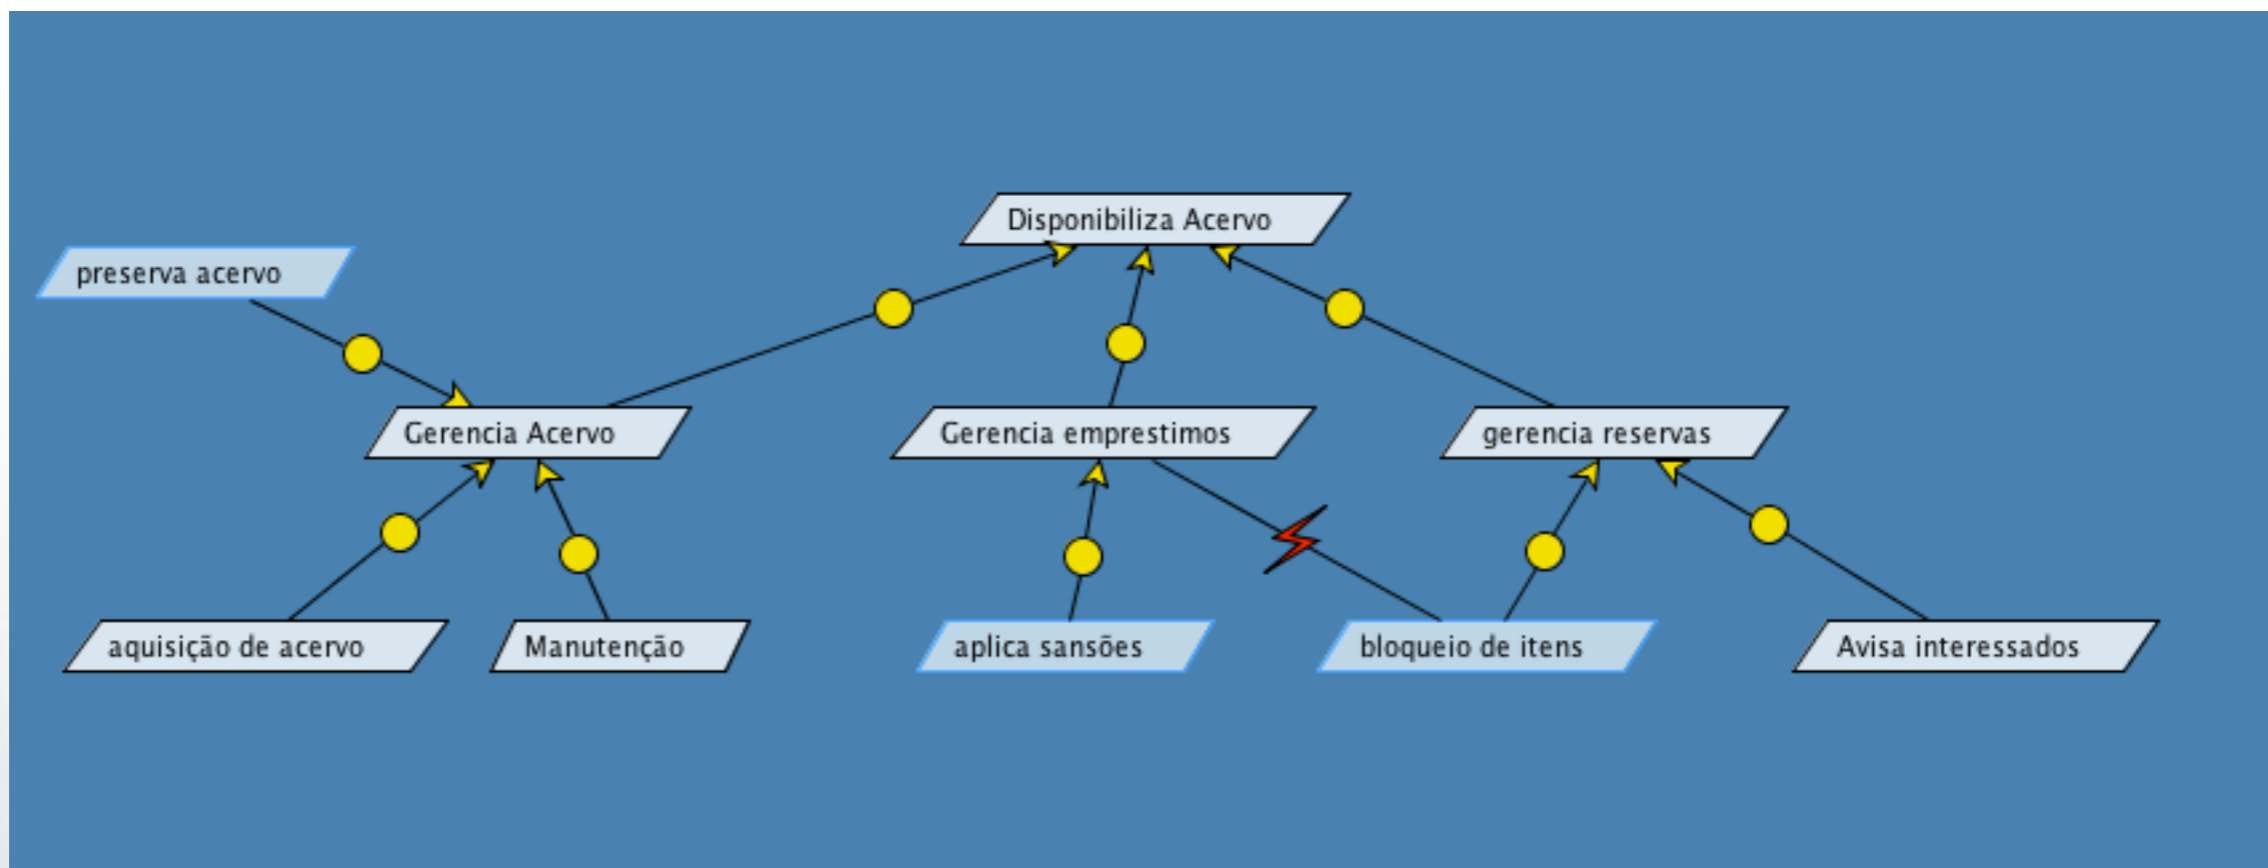 Disponibiliza Acervo
preserva acervo
Gerencia Acervo
Gerencia emprestimos
gerencia reservas
aquisição de acervo
Manutenção
aplica sansões
bloqueio de itens
Avisa interessados